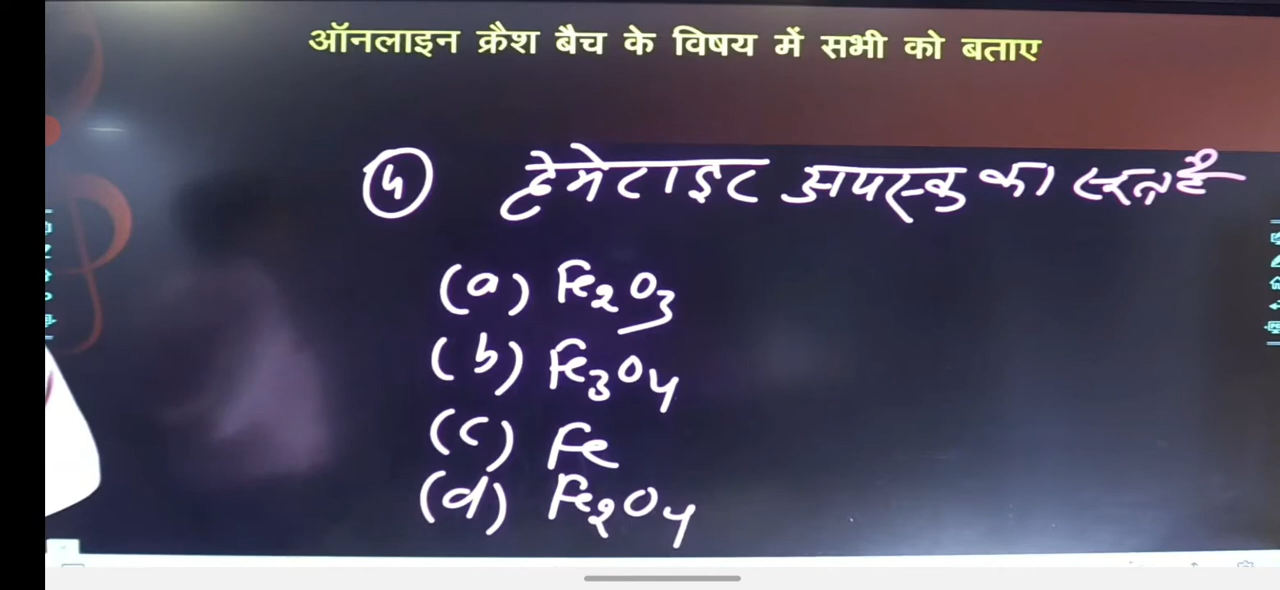 ऑनलाइन क्रैश बैच के विषय में सभी को बताए
(4) हेमेटाइट अयस्क का सूत्र है
(a) Fe₂O₃
(b) Fe₃O₄
(c) Fe
(d) Fe₂O₄